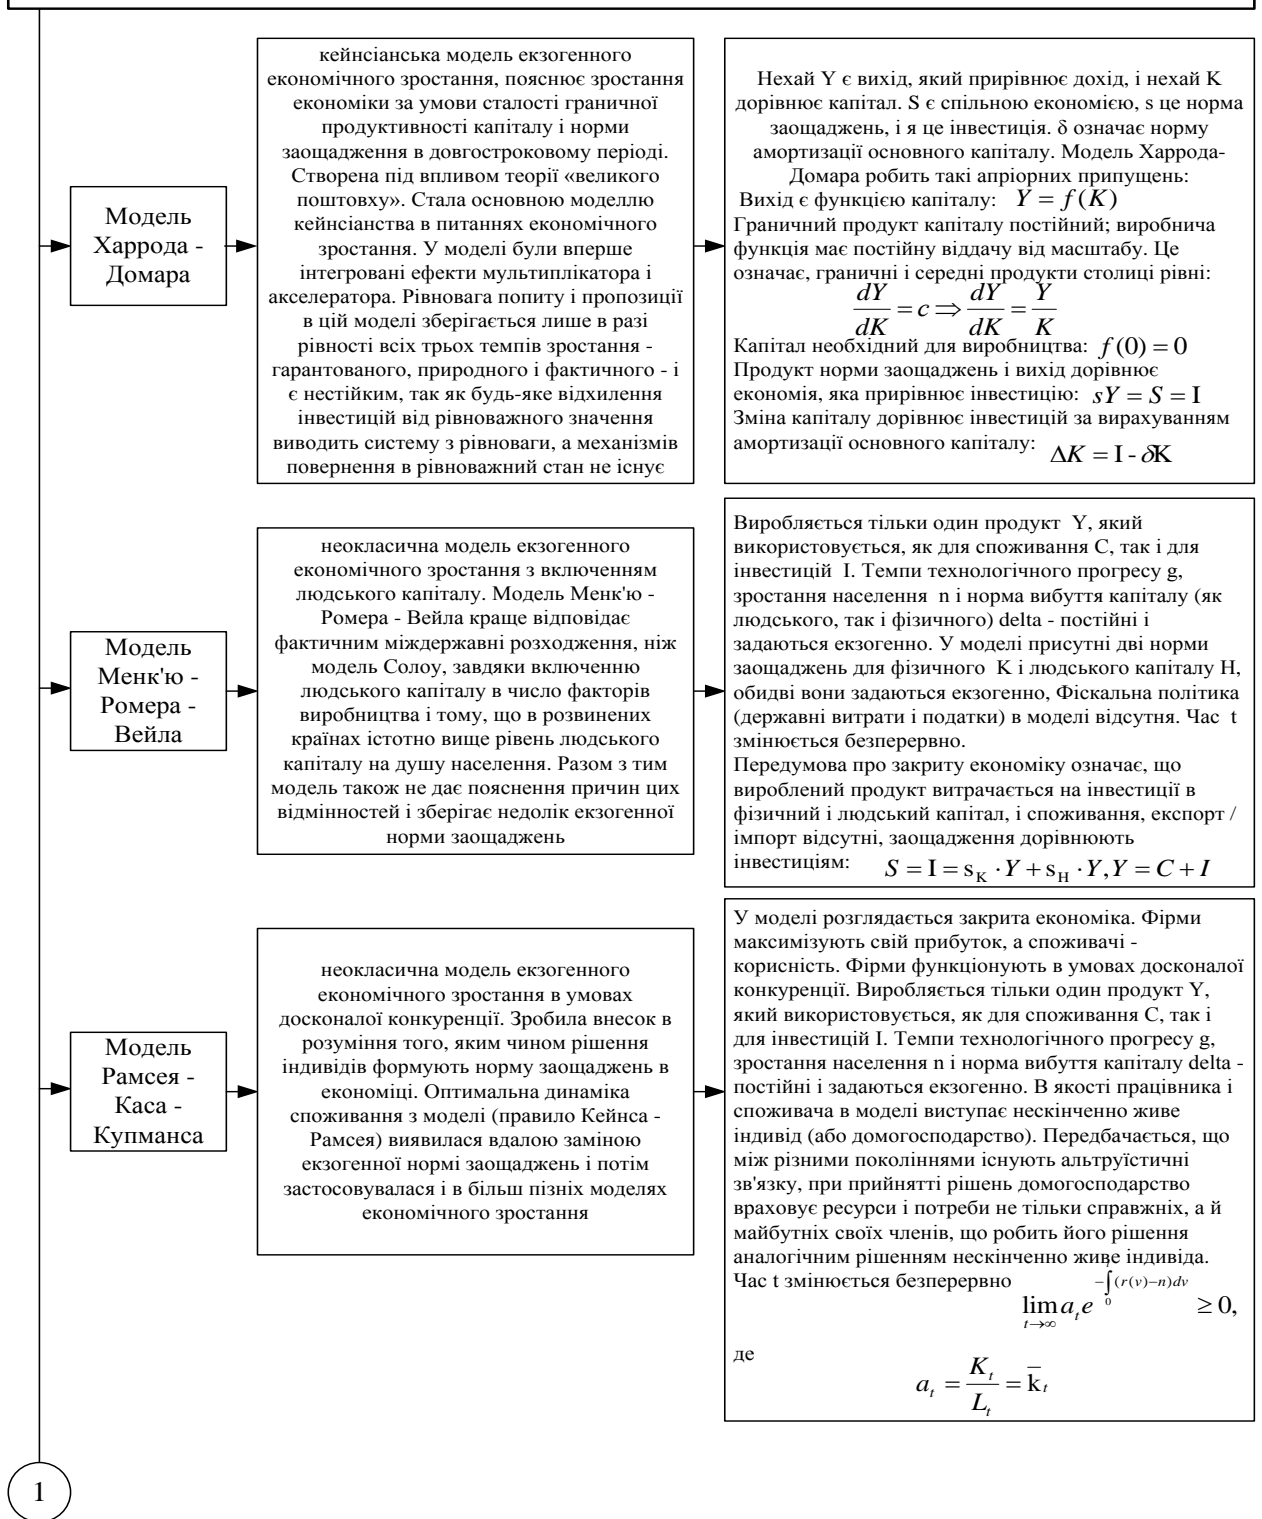 Модель
Харрода -
Домара
кейнсіанська модель екзогенного
економічного зростання, пояснює зростання
економіки за умови сталості граничної
продуктивності капіталу і норми
заощадження в довгостроковому періоді.
Створена під впливом теорії «великого
поштовху». Стала основною моделлю
кейнсіанства в питаннях економічного
зростання. У моделі були вперше
інтегровані ефекти мультиплікатора і
акселератора. Рівновага попиту і пропозиції
в цій моделі зберігається лише в разі
рівності всіх трьох темпів зростання -
гарантованого, природного і фактичного - і
є нестійким, так як будь-яке відхилення
інвестицій від рівноважного значення
виводить систему з рівноваги, а механізмів
повернення в рівноважний стан не існує
Нехай Y є вихід, який прирівнює дохід, і нехай K
дорівнює капітал. S є спільною економією, s це норма
заощаджень, і я це інвестиція. δ означає норму
амортизації основного капіталу. Модель Харрода-
Домара робить такі апріорних припущень:
Вихід є функцією капіталу: Y = f(K)
Граничний продукт капіталу постійний; виробнича
функція має постійну віддачу від масштабу. Це
означає, граничні і середні продукти столиці рівні:
dY/dK = c ⇒ dY/dK = Y/K
Капітал необхідний для виробництва: f(0) = 0
Продукт норми заощаджень і вихід дорівнює
економія, яка прирівнює інвестицію: sY = S = I
Зміна капіталу дорівнює інвестицій за вирахуванням
амортизації основного капіталу: ΔK = I - δK
Модель
Менк'ю -
Ромера -
Вейла
неокласична модель екзогенного
економічного зростання з включенням
людського капіталу. Модель Менк'ю -
Ромера - Вейла краще відповідає
фактичним міждержавні розходження, ніж
модель Солоу, завдяки включенню
людського капіталу в число факторів
виробництва і тому, що в розвинених
країнах істотно вище рівень людського
капіталу на душу населення. Разом з тим
модель також не дає пояснення причин цих
відмінностей і зберігає недолік екзогенної
норми заощаджень
Виробляється тільки один продукт Y, який
використовується, як для споживання C, так і для
інвестицій I. Темпи технологічного прогресу g,
зростання населення n і норма вибуття капіталу (як
людського, так і фізичного) delta - постійні і
задаються екзогенно. У моделі присутні дві норми
заощаджень для фізичного K і людського капіталу H,
обидві вони задаються екзогенно, Фіскальна політика
(державні витрати і податки) в моделі відсутня. Час t
змінюється безперервно.
Передумова про закриту економіку означає, що
вироблений продукт витрачається на інвестиції в
фізичний і людський капітал, і споживання, експорт /
імпорт відсутні, заощадження дорівнюють
інвестиціям: S = I = s_K · Y + s_H · Y, Y = C + I
Модель
Рамсея -
Каса -
Купманса
неокласична модель екзогенного
економічного зростання в умовах
досконалої конкуренції. Зробила внесок в
розуміння того, яким чином рішення
індивідів формують норму заощаджень в
економіці. Оптимальна динаміка
споживання з моделі (правило Кейнса -
Рамсея) виявилася вдалою заміною
екзогенної нормі заощаджень і потім
застосовувалася і в більш пізніх моделях
економічного зростання
У моделі розглядається закрита економіка. Фірми
максимізують свій прибуток, а споживачі -
корисність. Фірми функціонують в умовах досконалої
конкуренції. Виробляється тільки один продукт Y,
який використовується, як для споживання C, так і
для інвестицій I. Темпи технологічного прогресу g,
зростання населення n і норма вибуття капіталу delta -
постійні і задаються екзогенно. В якості працівника і
споживача в моделі виступає нескінченно живе
індивід (або домогосподарство). Передбачається, що
між різними поколіннями існують альтруїстичні
зв'язку, при прийнятті рішень домогосподарство
враховує ресурси і потреби не тільки справжніх, а й
майбутніх своїх членів, що робить його рішення
аналогічним рішенням нескінченно живе індивіда.
Час t змінюється безперервно lim_{t→∞} a_t e^{-∫_0^t (r(v)-n)dv} ≥ 0,
де
a_t = K_t/L_t = k̄_t
1